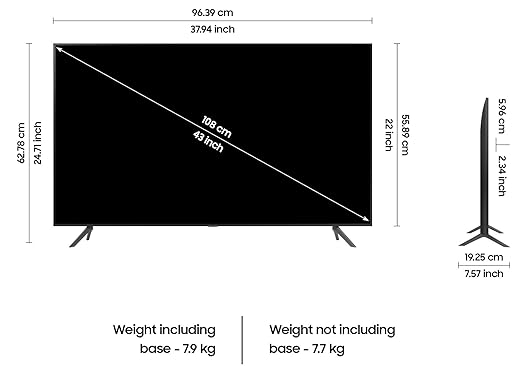 96.39 cm
37.94 inch
62.78 cm
24.71 inch
108 cm
43 inch
22 inch
55.89 cm
5.96 cm
2.34 inch
19.25 cm
7.57 inch
Weight including
base - 7.9 kg
Weight not including
base - 7.7 kg